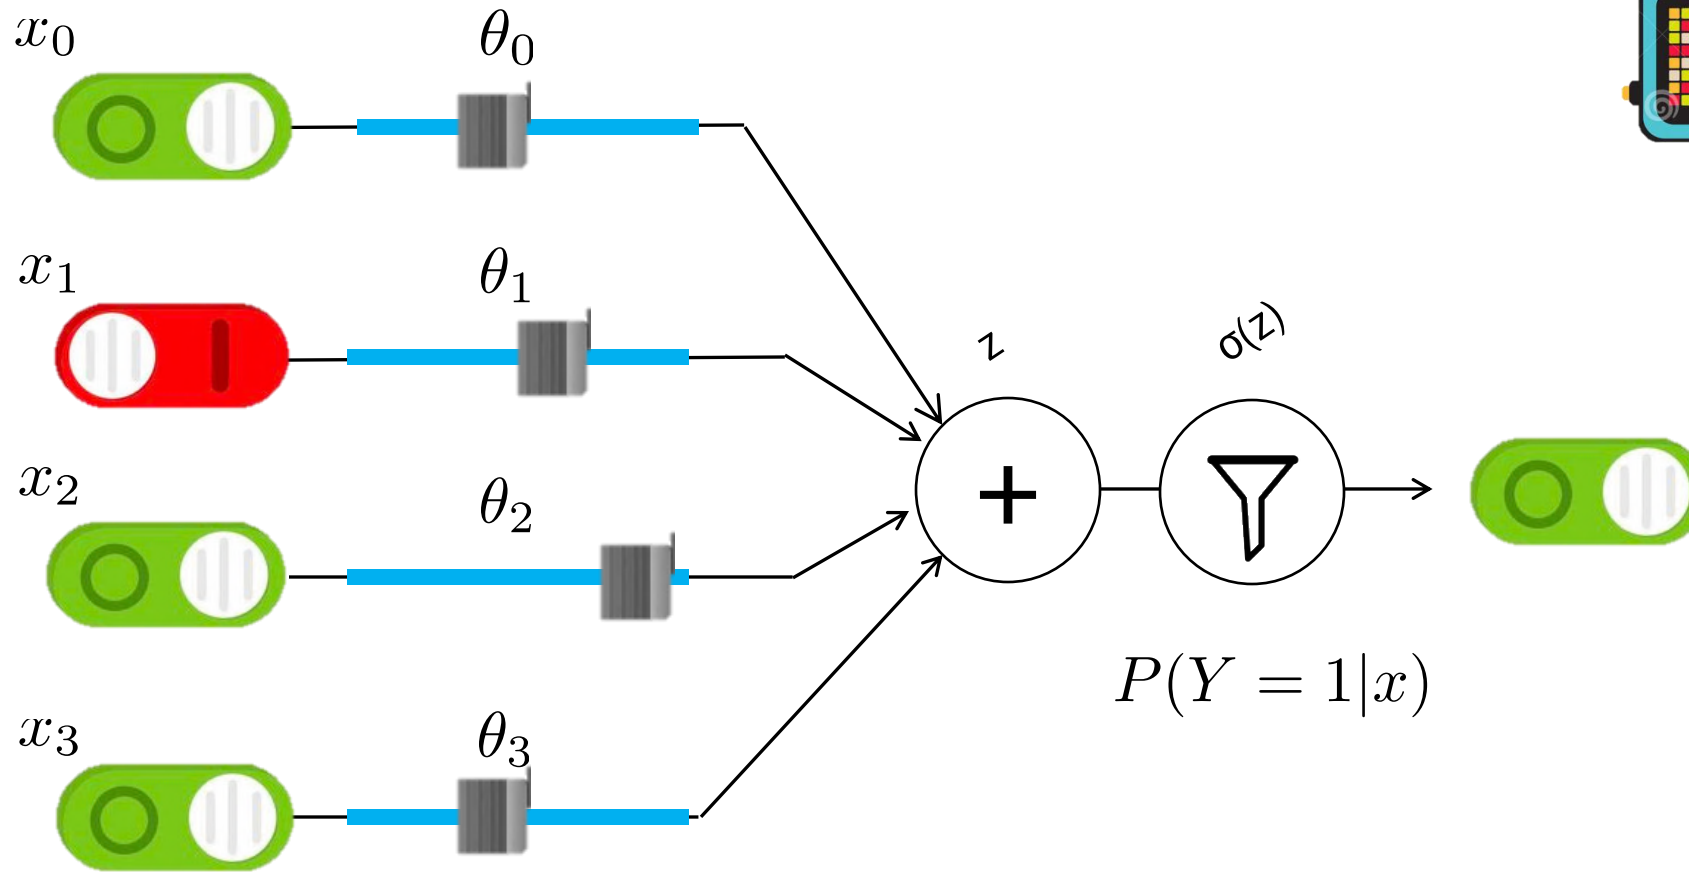 x₀
θ₀
x₁
θ₁
x₂
θ₂
x₃
θ₃
z
σ(z)
+
P(Y = 1|x)